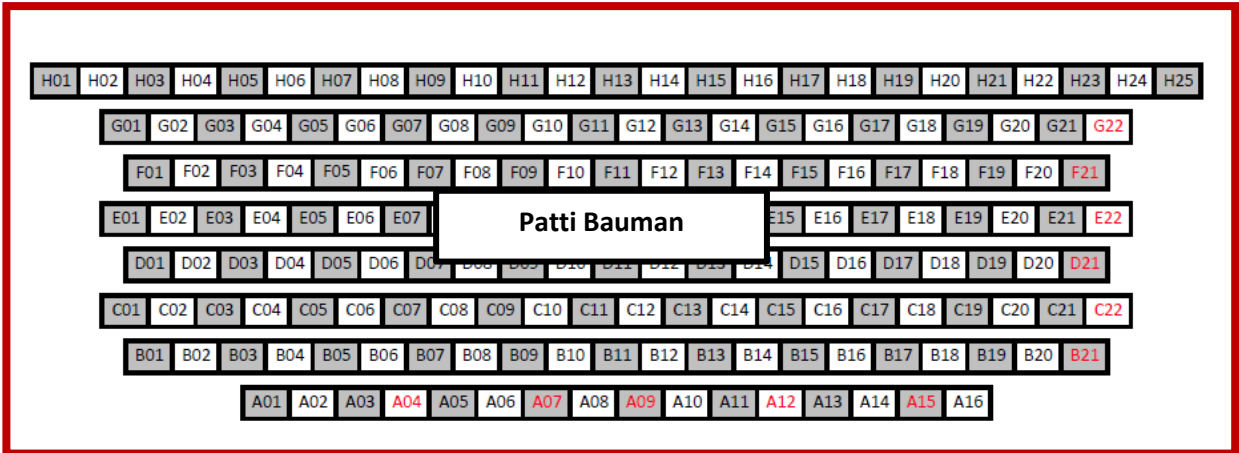 H01 H02 H03 H04 H05 H06 H07 H08 H09 H10 H11 H12 H13 H14 H15 H16 H17 H18 H19 H20 H21 H22 H23 H24 H25
G01 G02 G03 G04 G05 G06 G07 G08 G09 G10 G11 G12 G13 G14 G15 G16 G17 G18 G19 G20 G21 G22
F01 F02 F03 F04 F05 F06 F07 F08 F09 F10 F11 F12 F13 F14 F15 F16 F17 F18 F19 F20 F21
E01 E02 E03 E04 E05 E06 E07 Patti Bauman E15 E16 E17 E18 E19 E20 E21 E22
D01 D02 D03 D04 D05 D06 D07 D15 D16 D17 D18 D19 D20 D21
C01 C02 C03 C04 C05 C06 C07 C08 C09 C10 C11 C12 C13 C14 C15 C16 C17 C18 C19 C20 C21 C22
B01 B02 B03 B04 B05 B06 B07 B08 B09 B10 B11 B12 B13 B14 B15 B16 B17 B18 B19 B20 B21
A01 A02 A03 A04 A05 A06 A07 A08 A09 A10 A11 A12 A13 A14 A15 A16